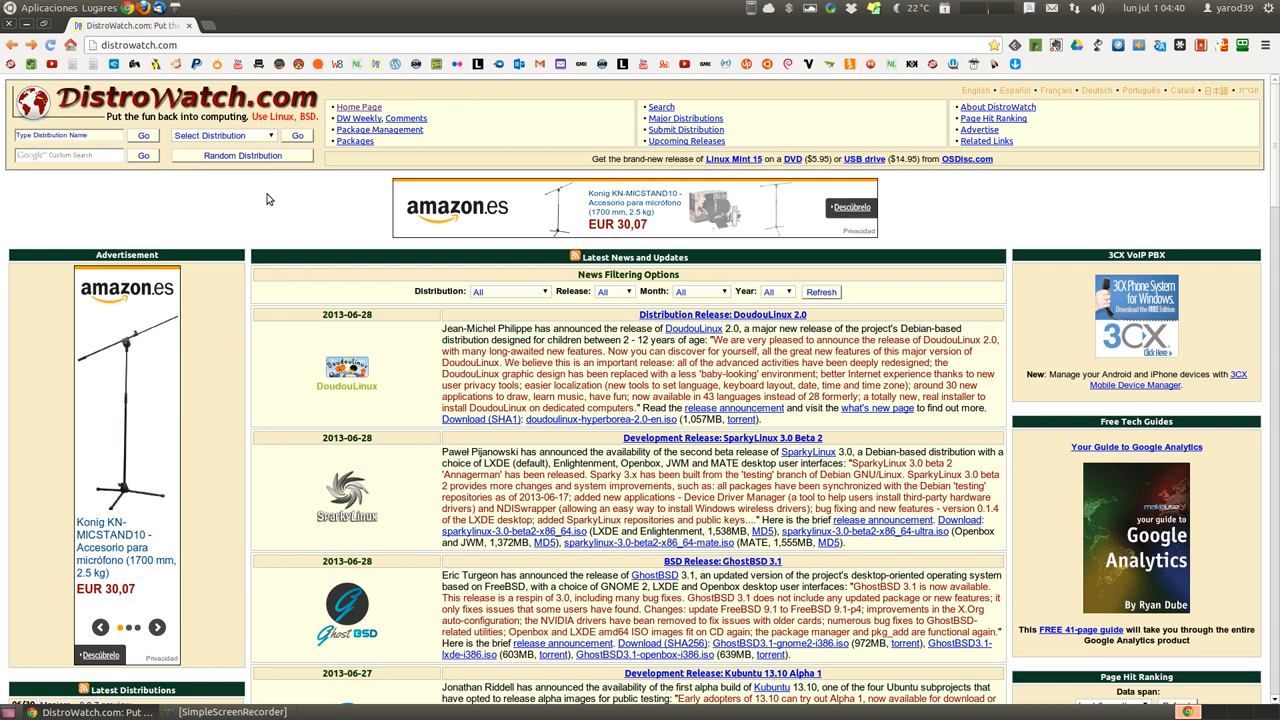 Aplicaciones Lugares
22°C
lun jul 1 04:40
yarod39
DistroWatch.com: Put the
distrowatch.com
DISTROWATCH.COM
Put the fun back into computing. Use Linux, BSD.
Type Distribution Name
Go
Select Distribution
Go
Google™ Custom Search
Go
Random Distribution
English • Español • Français • Deutsch • Português • Català • 日本語 • עברית
• Home Page
• DW Weekly, Comments
• Package Management
• Packages
• Search
• Major Distributions
• Submit Distribution
• Upcoming Releases
• About DistroWatch
• Page Hit Ranking
• Advertise
• Related Links
Get the brand-new release of Linux Mint 15 on a DVD ($5.95) or USB drive ($14.95) from OSDisc.com
amazon.es
Konig KN-MICSTAND10 -
Accesorio para micrófono
(1700 mm, 2.5 kg)
EUR 30,07
Descúbrelo
Privacidad
Advertisement
amazon.es
Konig KN-
MICSTAND10 -
Accesorio para
micrófono (1700 mm,
2.5 kg)
EUR 30,07
Descúbrelo
Privacidad
Latest Distributions
Latest News and Updates
News Filtering Options
Distribution: All Release: All Month: All Year: All Refresh
2013-06-28
DOUDOULINUX
Distribution Release: DoudouLinux 2.0
Jean-Michel Philippe has announced the release of DoudouLinux 2.0, a major new release of the project's Debian-based
distribution designed for children between 2 - 12 years of age: "We are very pleased to announce the release of DoudouLinux 2.0,
with many long-awaited new features. Now you can discover for yourself, all the great new features of this major version of
DoudouLinux. We believe this is an important release: all of the advanced activities have been deeply redesigned; the
DoudouLinux graphic design has been replaced with a less 'baby-looking' environment; better Internet experience thanks to new
user privacy tools; easier localization (new tools to set language, keyboard layout, date, time and time zone); around 30 new
applications to draw, learn music, have fun; now available in 43 languages instead of 28 formerly; a totally new, real installer to
install DoudouLinux on dedicated computers." Read the release announcement and visit the what's new page to find out more.
Download (SHA1): doudoulinux-hyperborea-2.0-en.iso (1,057MB, torrent).
2013-06-28
SparkyLinux
Development Release: SparkyLinux 3.0 Beta 2
Pawel Pijanowski has announced the availability of the second beta release of SparkyLinux 3.0, a Debian-based distribution with a
choice of LXDE (default), Enlightenment, Openbox, JWM and MATE desktop user interfaces: "SparkyLinux 3.0 beta 2
'Annagerman' has been released. Sparky 3.x has been built from the 'testing' branch of Debian GNU/Linux. SparkyLinux 3.0 beta
2 provides more changes and system improvements, such as: all packages have been synchronized with the Debian 'testing'
repositories as of 2013-06-17; added new applications - Device Driver Manager (a tool to help users install third-party hardware
drivers) and NDISwrapper (allowing an easy way to install Windows wireless drivers); bug fixing and new features - version 0.1.4
of the LXDE desktop; added SparkyLinux repositories and public keys...." Here is the brief release announcement. Download:
sparkylinux-3.0-beta2-x86_64.iso (LXDE and Enlightenment, 1,538MB, MD5), sparkylinux-3.0-beta2-x86_64-ultra.iso (Openbox
and JWM, 1,372MB, MD5), sparkylinux-3.0-beta2-x86_64-mate.iso (MATE, 1,555MB, MD5).
2013-06-28
Ghost BSD
BSD Release: GhostBSD 3.1
Eric Turgeon has announced the release of GhostBSD 3.1, an updated version of the project's desktop-oriented operating system
based on FreeBSD, with a choice of GNOME 2, LXDE and Openbox desktop user interfaces: "GhostBSD 3.1 is now available.
This release is a respin of 3.0, including many bug fixes. GhostBSD 3.1 does not include any updated package or new features; it
only fixes issues that some users have found. Changes: update FreeBSD 9.1 to FreeBSD 9.1-p4; improvements in the X.Org
auto-configuration; the NVIDIA drivers have been removed to fix issues with older cards; numerous bug fixes to GhostBSD-
related utilities; Openbox and LXDE amd64 ISO images fit on CD again; the package manager and pkg_add are functional again."
Here is the brief release announcement. Download (SHA256): GhostBSD3.1-gnome2-i386.iso (972MB, torrent), GhostBSD3.1-
lxde-i386.iso (603MB, torrent), GhostBSD3.1-openbox-i386.iso (639MB, torrent).
2013-06-27
Development Release: Kubuntu 13.10 Alpha 1
Jonathan Riddell has announced the availability of the first alpha build of Kubuntu 13.10, one of the four Ubuntu subprojects that
have opted to release alpha images for public testing: "Early adopters of 13.10 can try out Alpha 1, now available for download or
3CX VoIP PBX
3CX Phone System
for Windows.
Download the FREE Edition
3CX
Click Here
New: Manage your Android and iPhone devices with 3CX
Mobile Device Manager.
Free Tech Guides
Your Guide to Google Analytics
makeuseof
your guide to
Google
Analytics
By Ryan Dube
This FREE 41-page guide will take you through the entire
Google Analytics product
Page Hit Ranking
Data span:
DistroWatch.com: Put ...
[SimpleScreenRecorder]